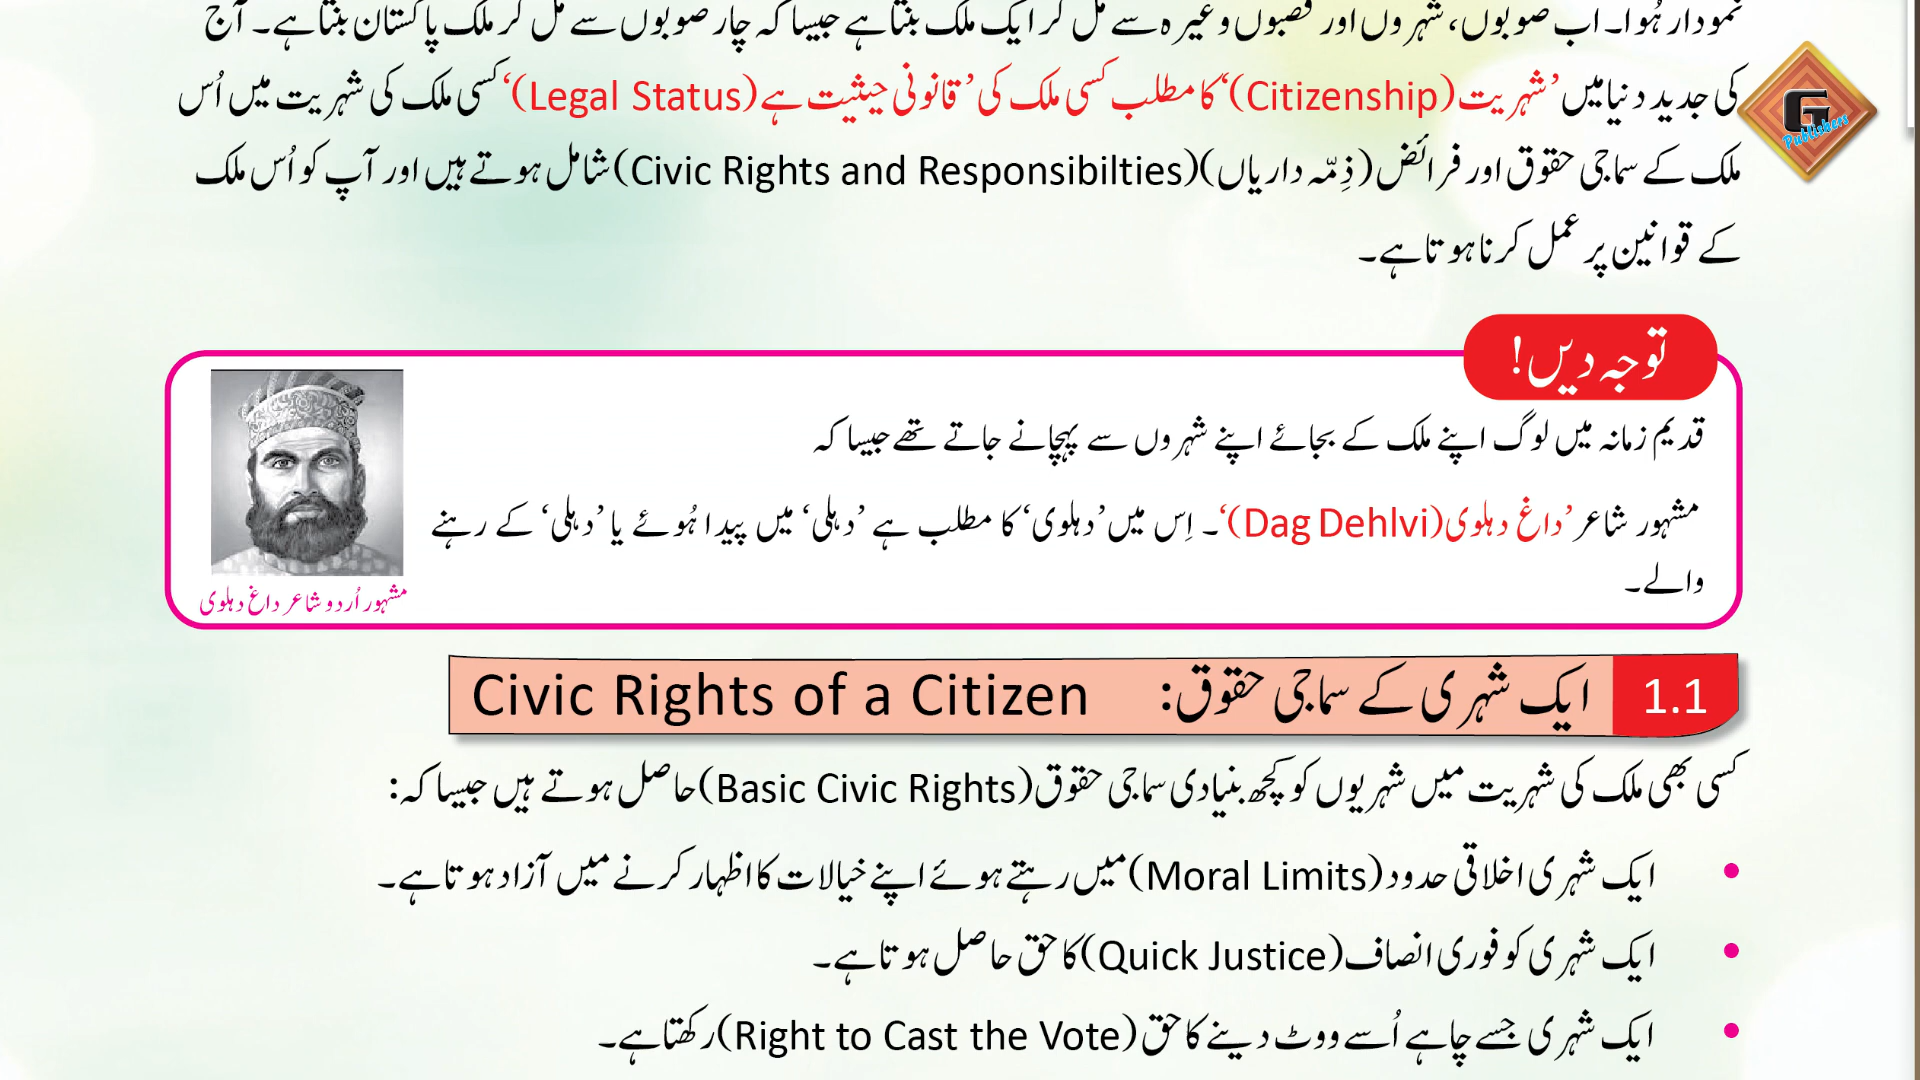 نمودار ہُوا۔ اب صوبوں، شہروں اور قصبوں وغیرہ سے مل کر ایک ملک بنتا ہے جیسا کہ چار صوبوں سے مل کر ملک پاکستان بنتا ہے۔ آج
کی جدید دنیا میں ’شہریت (Citizenship)‘ کا مطلب کسی ملک کی ’قانونی حیثیت ہے (Legal Status)‘ کسی ملک کی شہریت میں اُس
ملک کے سماجی حقوق اور فرائض (ذِمّہ داریاں) (Civic Rights and Responsibilties) شامل ہوتے ہیں اور آپ کو اُس ملک
کے قوانین پر عمل کرنا ہوتا ہے۔
G Publishers
توجہ دیں!
قدیم زمانہ میں لوگ اپنے ملک کے بجائے اپنے شہروں سے پہچانے جاتے تھے جیسا کہ
مشہور شاعر ’داغ دہلوی (Dag Dehlvi)‘۔ اِس میں ’دہلوی‘ کا مطلب ہے ’دہلی‘ میں پیدا ہُوئے یا ’دہلی‘ کے رہنے
والے۔
مشہور اُردو شاعر داغ دہلوی
1.1 ایک شہری کے سماجی حقوق: Civic Rights of a Citizen
کسی بھی ملک کی شہریت میں شہریوں کو کچھ بنیادی سماجی حقوق (Basic Civic Rights) حاصل ہوتے ہیں جیسا کہ:
• ایک شہری اخلاقی حدود (Moral Limits) میں رہتے ہوئے اپنے خیالات کا اظہار کرنے میں آزاد ہوتا ہے۔
• ایک شہری کو فوری انصاف (Quick Justice) کا حق حاصل ہوتا ہے۔
• ایک شہری جسے چاہے اُسے ووٹ دینے کا حق (Right to Cast the Vote) رکھتا ہے۔